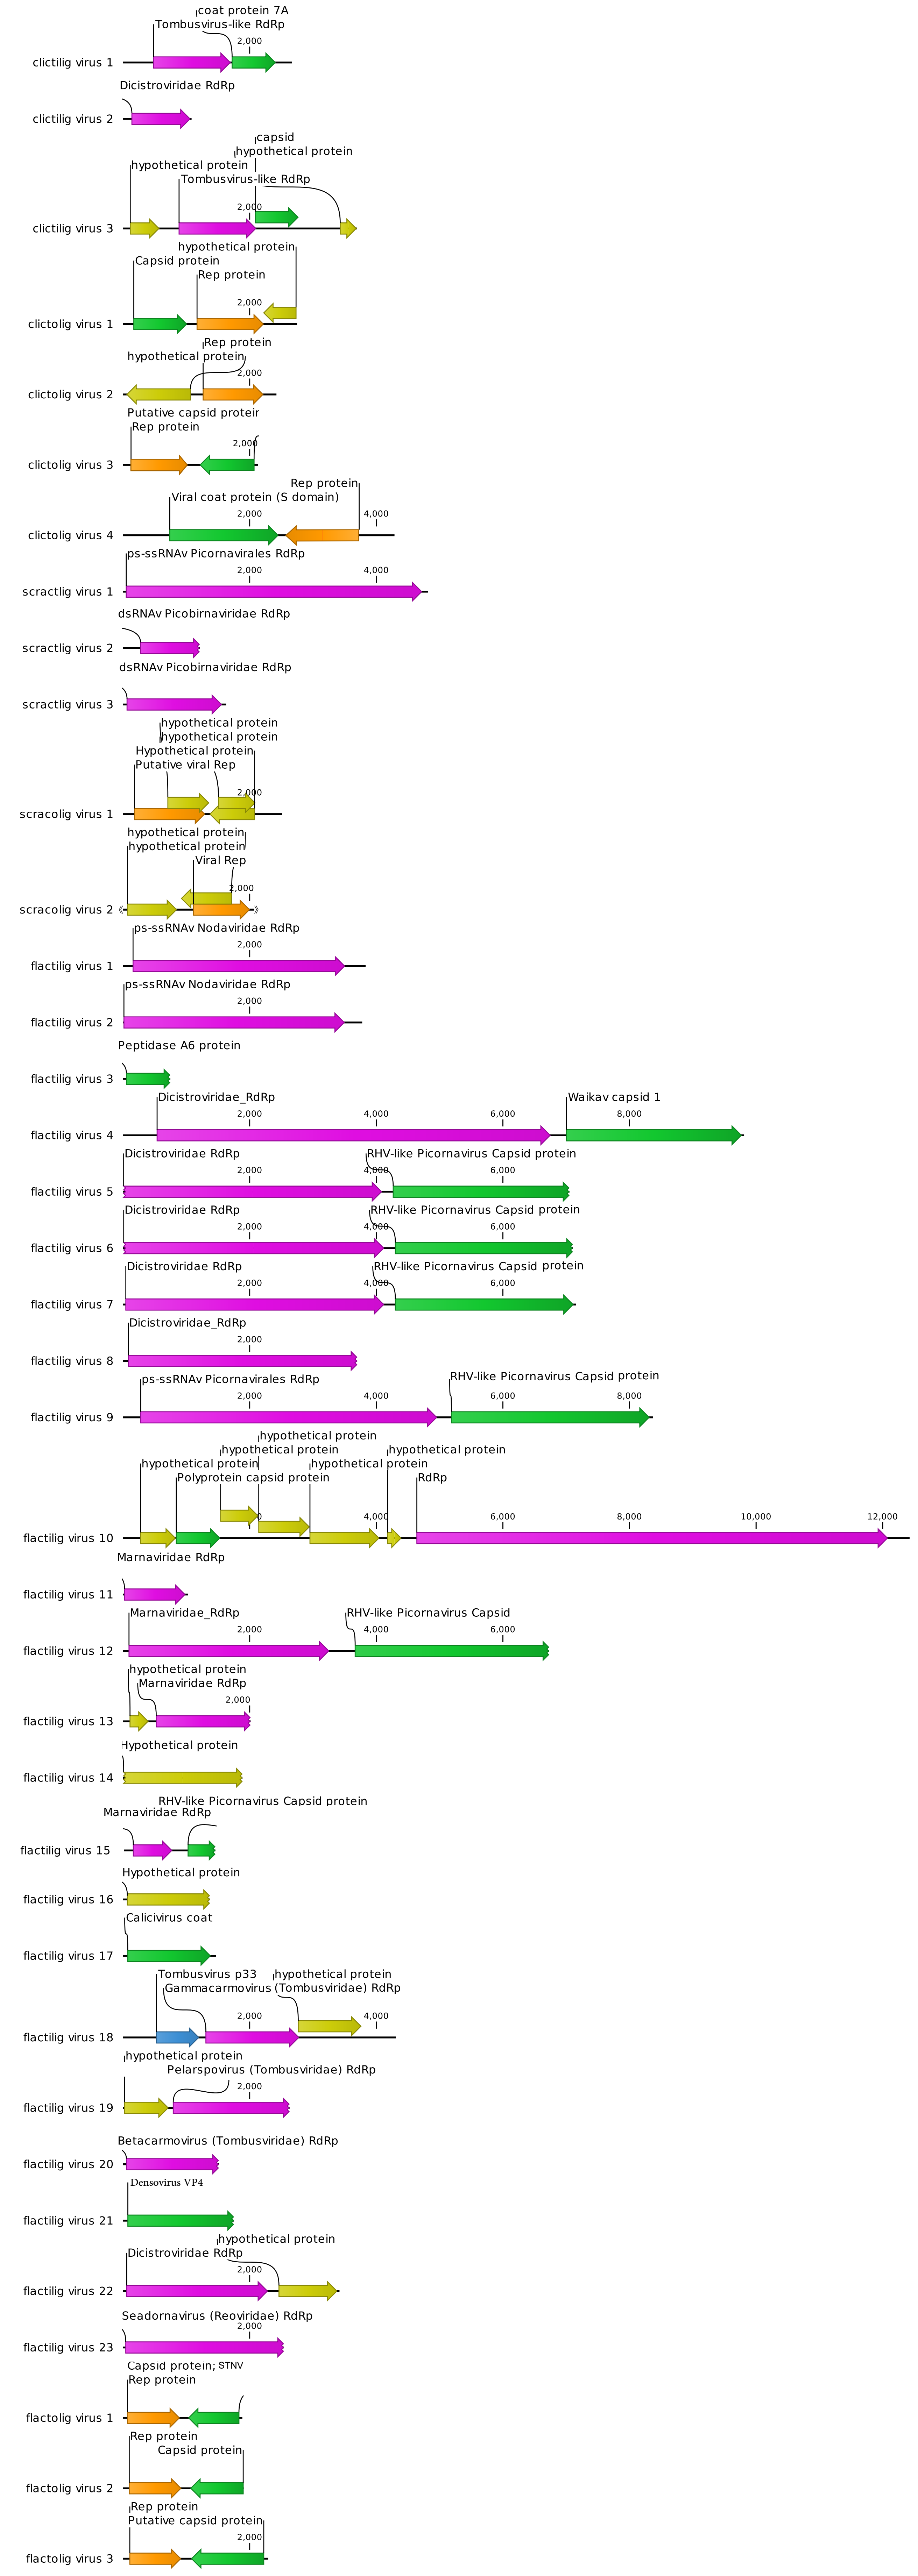 coat protein 7A
Tombusvirus-like RdRp
2,000
clictilig virus 1
Dicistroviridae RdRp
clictilig virus 2
capsid
hypothetical protein
hypothetical protein
Tombusvirus-like RdRp
2,000
clictilig virus 3
hypothetical protein
Capsid protein
Rep protein
2,000
clictolig virus 1
Rep protein
hypothetical protein
2,000
clictolig virus 2
Putative capsid protein
Rep protein
2,000
clictolig virus 3
Rep protein
Viral coat protein (S domain)
2,000 4,000
clictolig virus 4
ps-ssRNAv Picornavirales RdRp
2,000 4,000
scractlig virus 1
dsRNAv Picobirnaviridae RdRp
scractlig virus 2
dsRNAv Picobirnaviridae RdRp
scractlig virus 3
hypothetical protein
hypothetical protein
Hypothetical protein
Putative viral Rep
2,000
scracolig virus 1
hypothetical protein
hypothetical protein
Viral Rep
2,000
scracolig virus 2
ps-ssRNAv Nodaviridae RdRp
2,000
flactilig virus 1
ps-ssRNAv Nodaviridae RdRp
2,000
flactilig virus 2
Peptidase A6 protein
flactilig virus 3
Dicistroviridae_RdRp Waikav capsid 1
2,000 4,000 6,000 8,000
flactilig virus 4
Dicistroviridae RdRp RHV-like Picornavirus Capsid protein
2,000 4,000 6,000
flactilig virus 5
Dicistroviridae RdRp RHV-like Picornavirus Capsid protein
2,000 4,000 6,000
flactilig virus 6
Dicistroviridae RdRp RHV-like Picornavirus Capsid protein
2,000 4,000 6,000
flactilig virus 7
Dicistroviridae_RdRp
2,000
flactilig virus 8
ps-ssRNAv Picornavirales RdRp RHV-like Picornavirus Capsid protein
2,000 4,000 6,000 8,000
flactilig virus 9
hypothetical protein
hypothetical protein hypothetical protein
hypothetical protein hypothetical protein
Polyprotein capsid protein RdRp
0 4,000 6,000 8,000 10,000 12,000
flactilig virus 10
Marnaviridae RdRp
flactilig virus 11
Marnaviridae_RdRp RHV-like Picornavirus Capsid
2,000 4,000 6,000
flactilig virus 12
hypothetical protein
Marnaviridae RdRp
2,000
flactilig virus 13
Hypothetical protein
flactilig virus 14
RHV-like Picornavirus Capsid protein
Marnaviridae RdRp
flactilig virus 15
Hypothetical protein
flactilig virus 16
Calicivirus coat
flactilig virus 17
Tombusvirus p33 hypothetical protein
Gammacarmovirus (Tombusviridae) RdRp
2,000 4,000
flactilig virus 18
hypothetical protein
Pelarspovirus (Tombusviridae) RdRp
2,000
flactilig virus 19
Betacarmovirus (Tombusviridae) RdRp
flactilig virus 20
Densovirus VP4
flactilig virus 21
hypothetical protein
Dicistroviridae RdRp
2,000
flactilig virus 22
Seadornavirus (Reoviridae) RdRp
2,000
flactilig virus 23
Capsid protein; STNV
Rep protein
flactolig virus 1
Rep protein
Capsid protein
flactolig virus 2
Rep protein
Putative capsid protein
2,000
flactolig virus 3